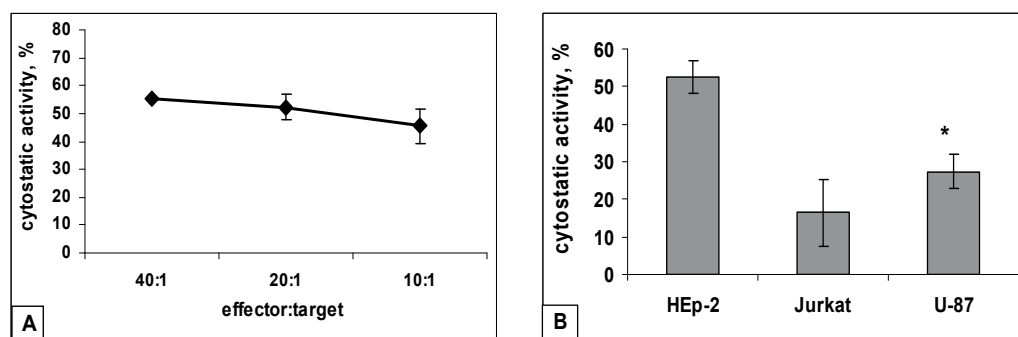 cytostatic activity, %
80
70
60
50
40
30
20
10
0
40:1 20:1 10:1
effector:target
A
cytostatic activity, %
60
50
40
30
20
10
0
*
HEp-2 Jurkat U-87
B